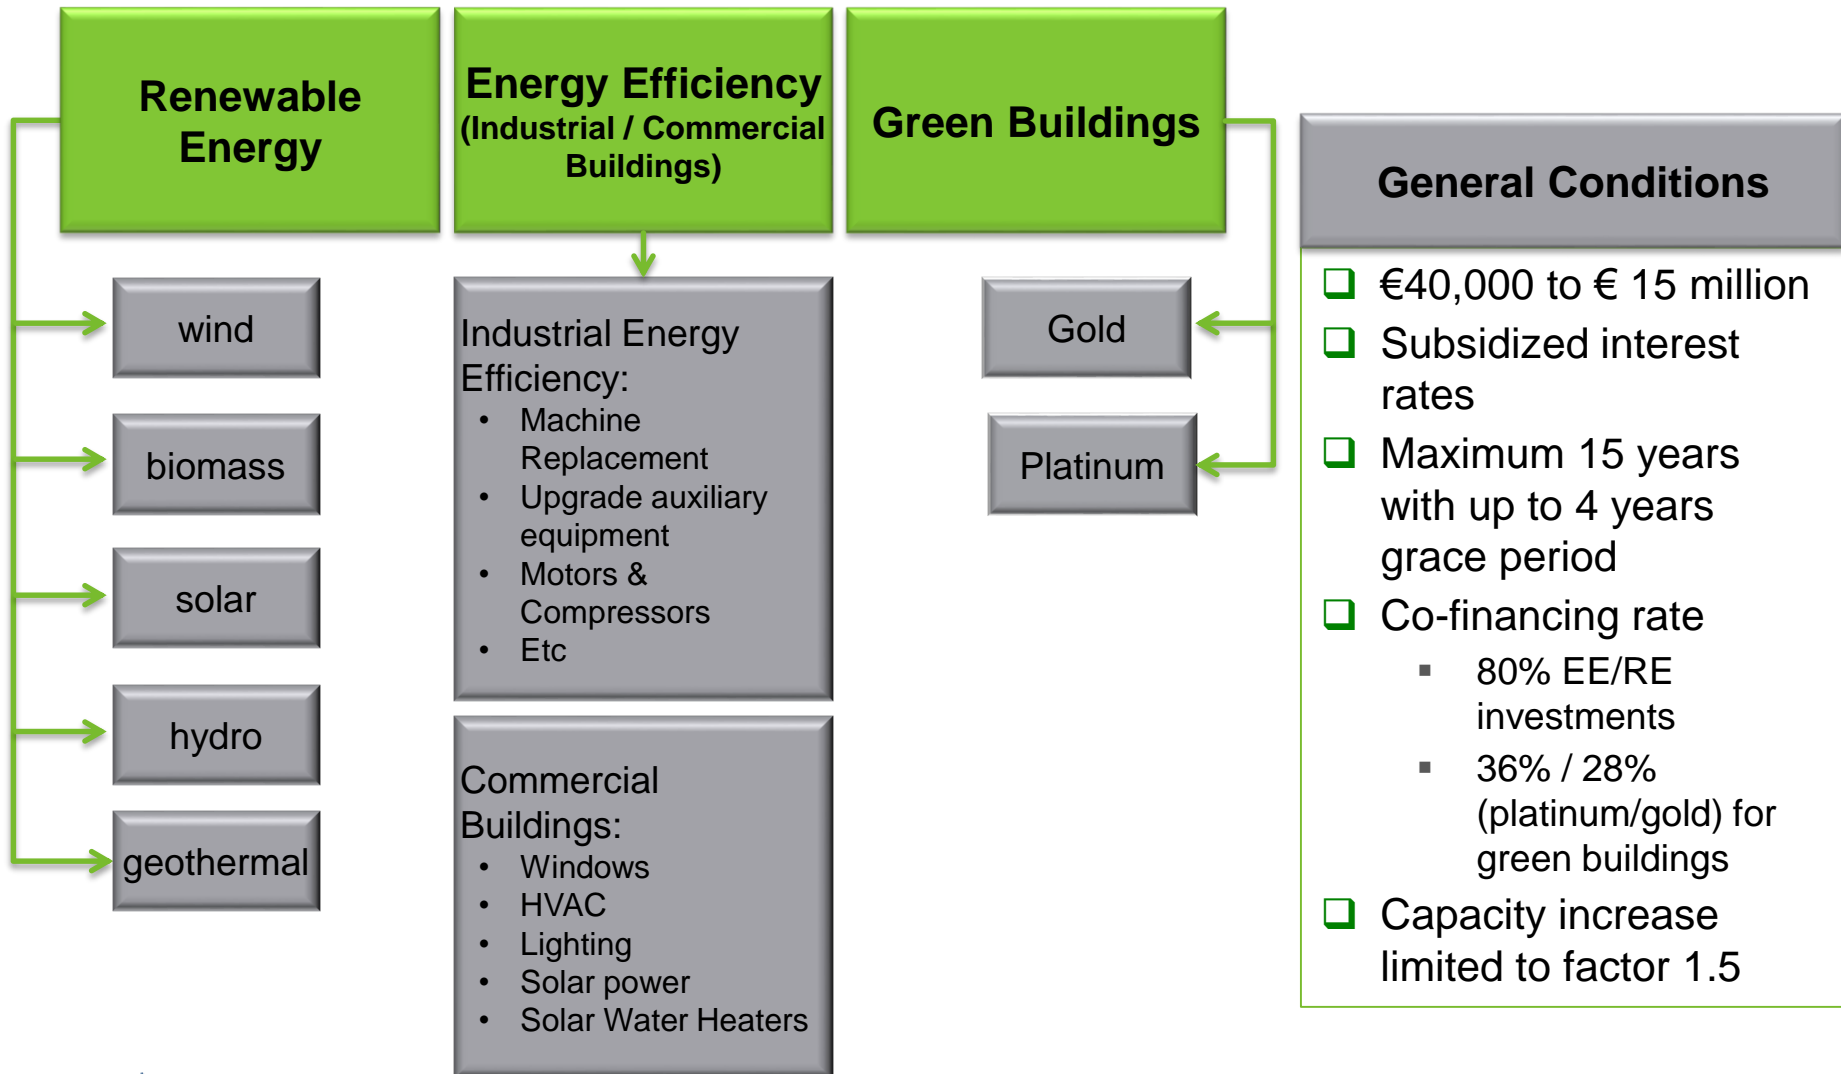 Renewable
Energy
wind
biomass
solar
hydro
geothermal
Energy Efficiency
(Industrial / Commercial
Buildings)
Industrial Energy
Efficiency:
• Machine
Replacement
• Upgrade auxiliary
equipment
• Motors &
Compressors
• Etc
Commercial
Buildings:
• Windows
• HVAC
• Lighting
• Solar power
• Solar Water Heaters
Green Buildings
Gold
Platinum
General Conditions
❑ €40,000 to € 15 million
❑ Subsidized interest
rates
❑ Maximum 15 years
with up to 4 years
grace period
❑ Co-financing rate
▪ 80% EE/RE
investments
▪ 36% / 28%
(platinum/gold) for
green buildings
❑ Capacity increase
limited to factor 1.5